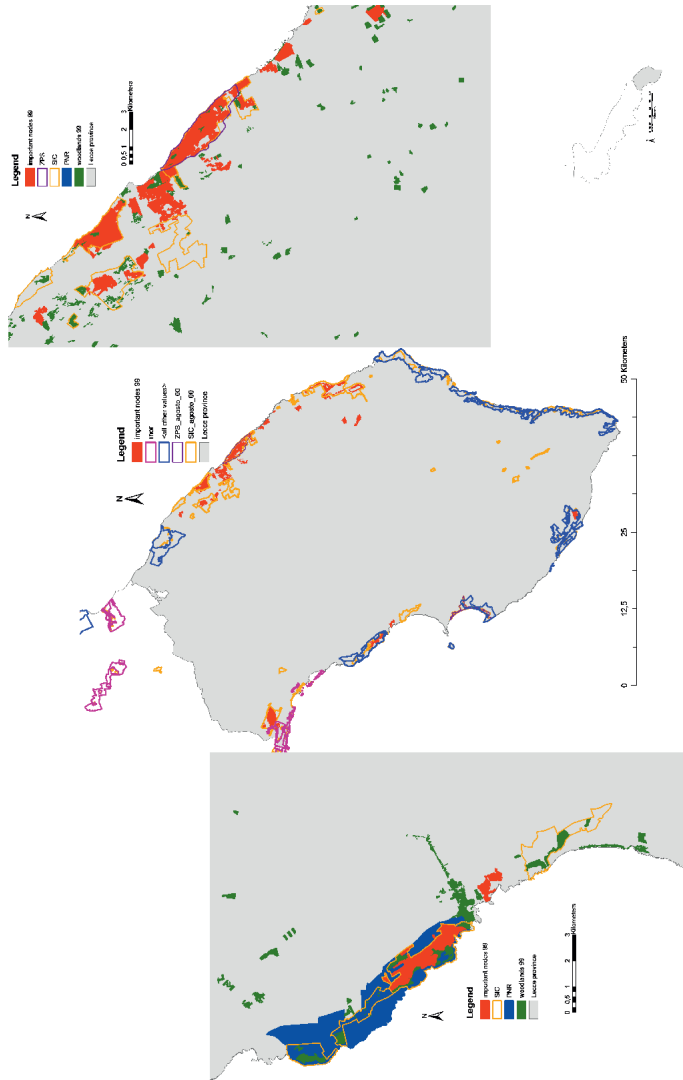 Legend
important nodes 99
ZPS
SIC
PNR
woodlands 99
Lecce province
N
0 0.5 1 2 3
Kilometers
Legend
important nodes 99
mor
<all other values>
ZPS_agosto_00
SIC_agosto_00
Lecce province
N
0 12,5 25 50 Kilometers
Legend
important nodes 99
SIC
PNR
woodlands 99
Lecce province
N
0 0,5 1 2 3
Kilometers